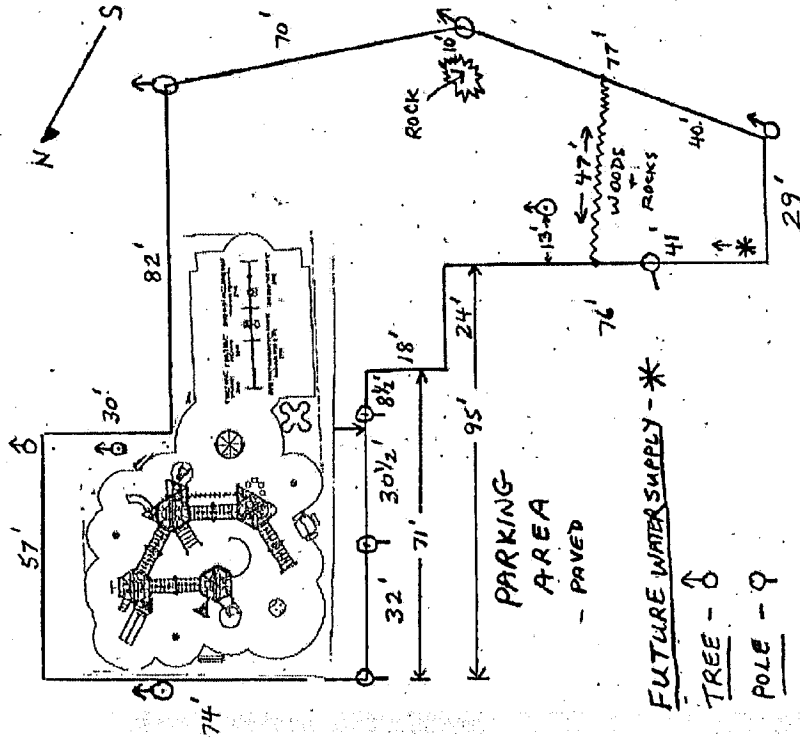 S
N
70'
82'
30'
57'
74'
10'
ROCK
77'
40'
47'
WOODS
+
ROCKS
13'
41'
29'
76'
18'
24'
8½'
30½'
32'
71'
95'
PARKING
AREA
- PAVED
FUTURE WATER SUPPLY - *
TREE -
POLE -